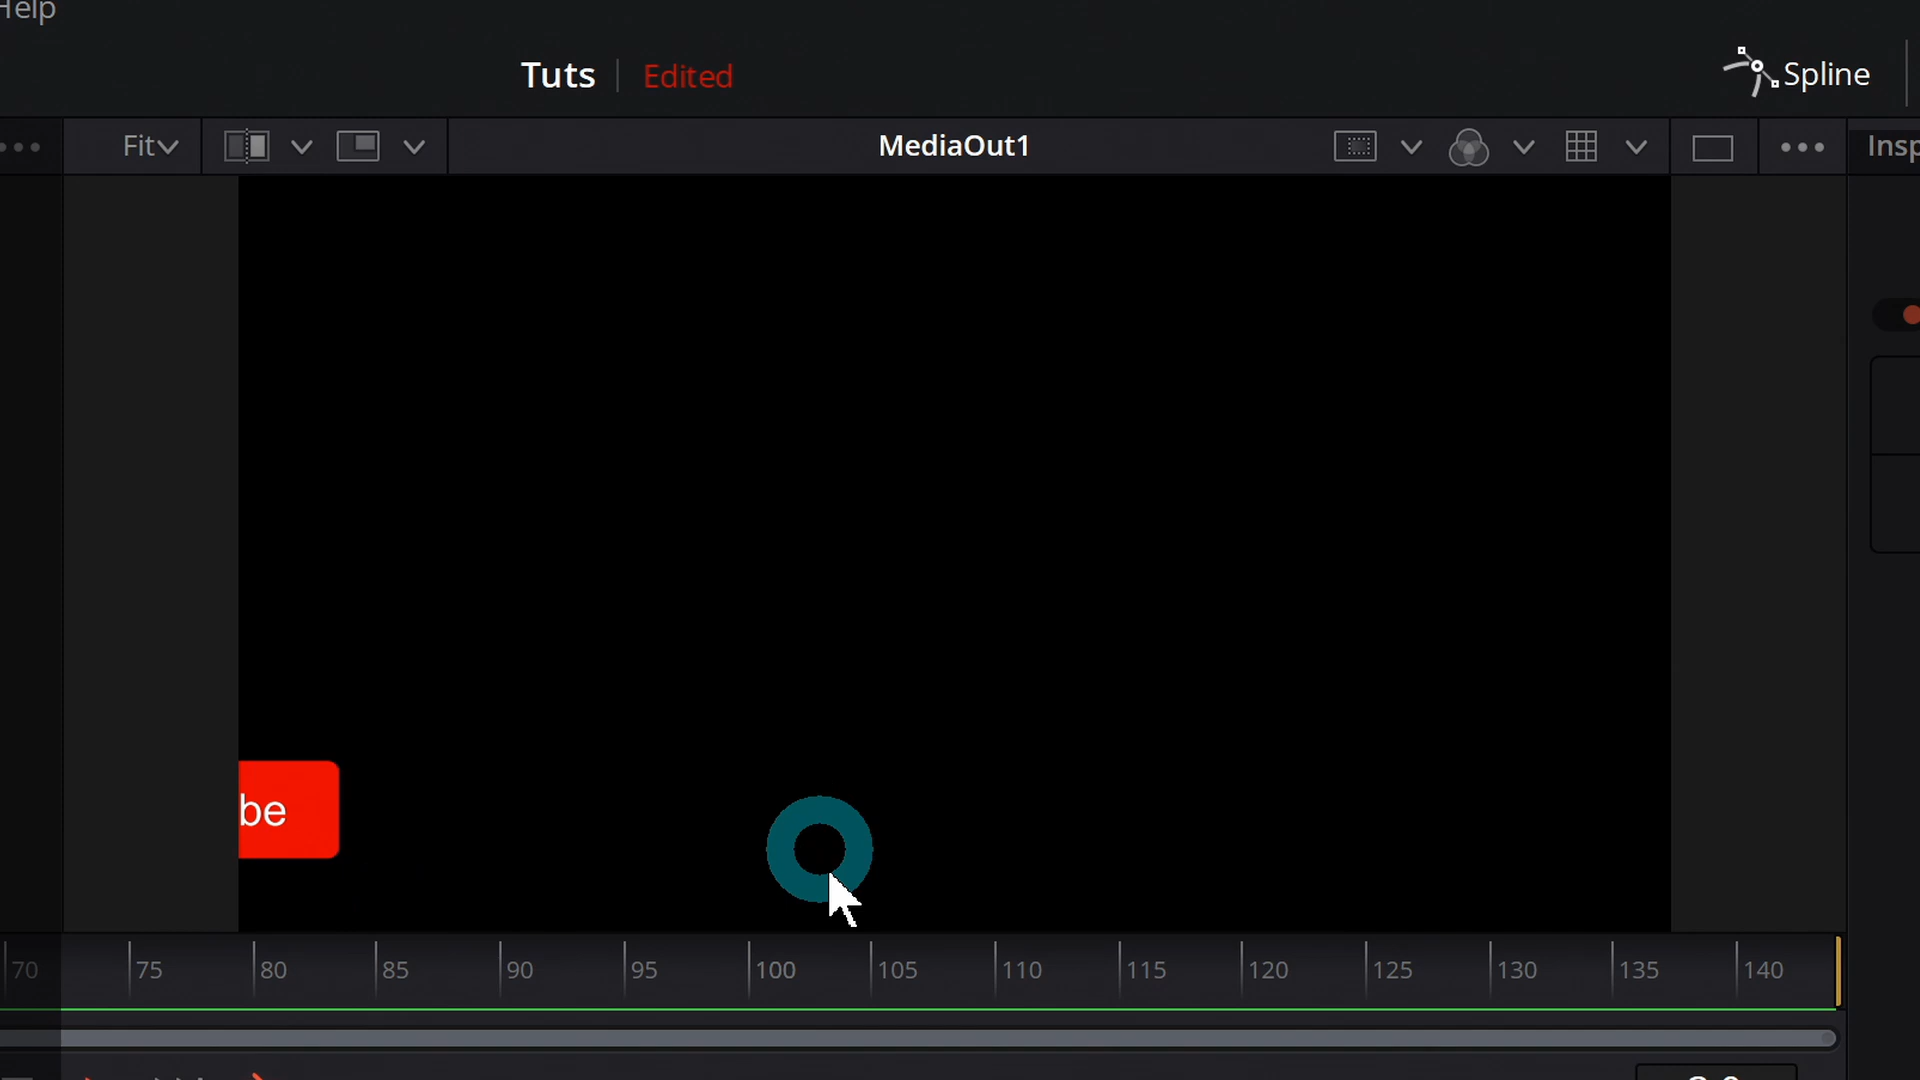 Help
Tuts | Edited
Spline
Fit
MediaOut1
Insp
be
70 75 80 85 90 95 100 105 110 115 120 125 130 135 140